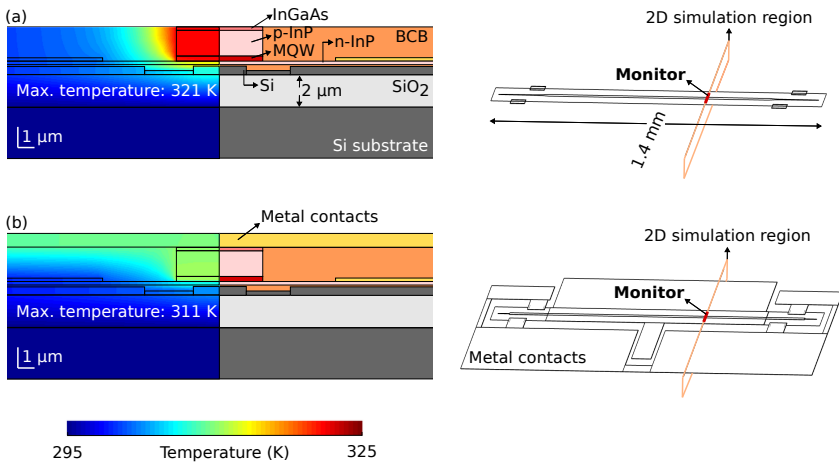 (a)
InGaAs
p-InP
n-InP
MQW
BCB
Max. temperature: 321 K
Si
2 μm
SiO2
1 μm
Si substrate
2D simulation region
Monitor
1.4 mm
(b)
Metal contacts
Max. temperature: 311 K
1 μm
2D simulation region
Monitor
Metal contacts
295 Temperature (K) 325